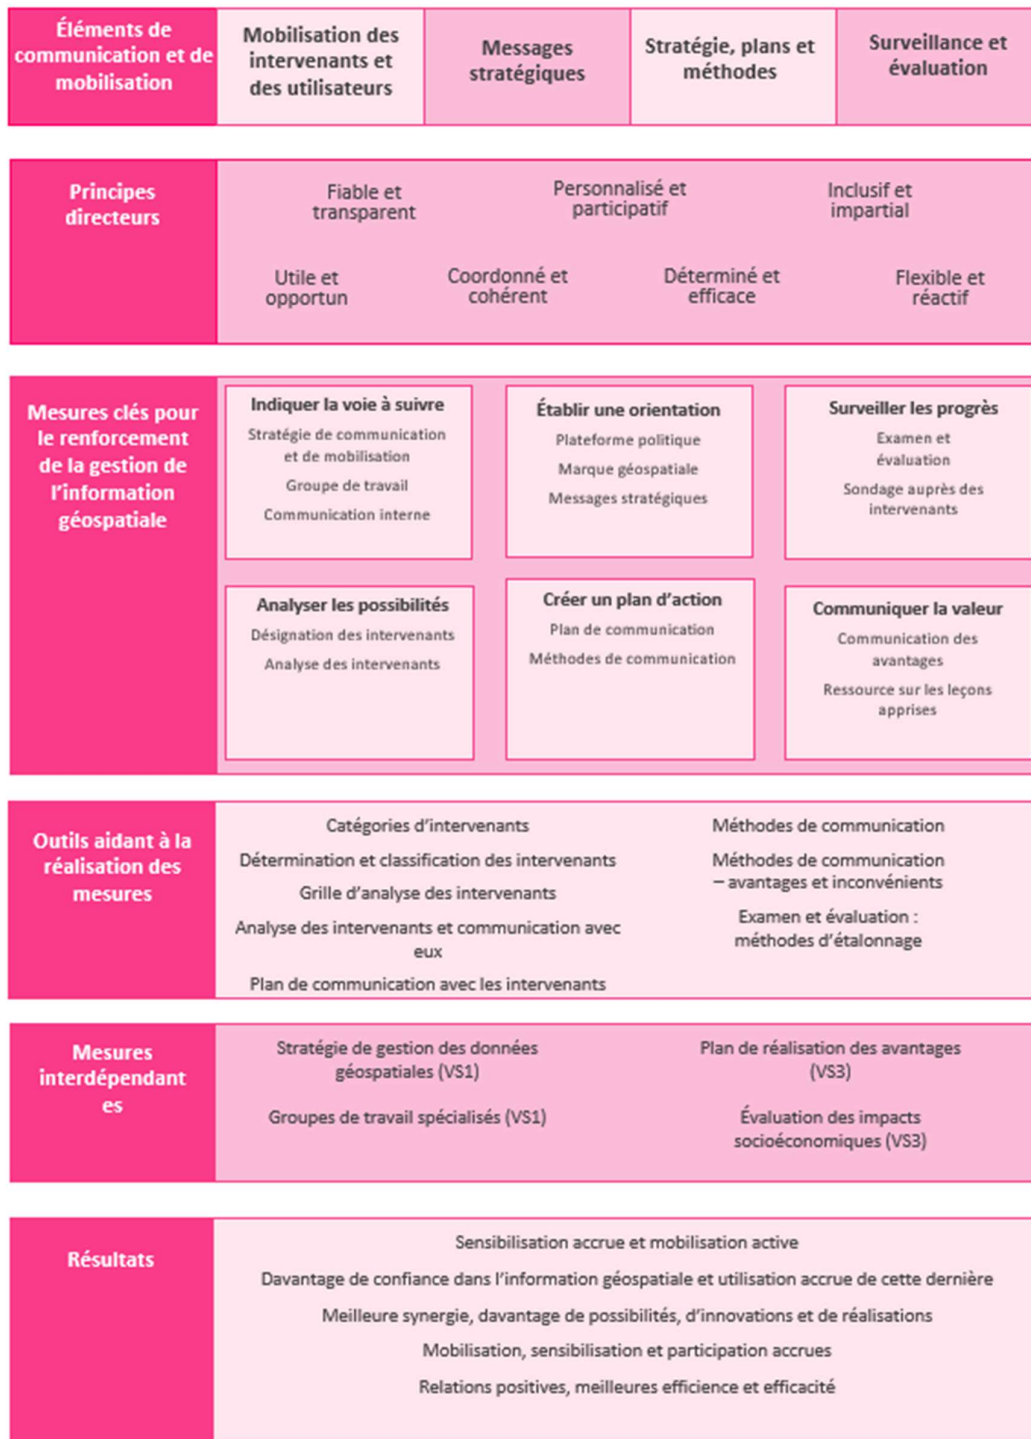 Éléments de
communication et de
mobilisation
Mobilisation des
intervenants et
des utilisateurs
Messages
stratégiques
Stratégie, plans et
méthodes
Surveillance et
évaluation
Principes
directeurs
Fiable et
transparent
Personnalisé et
participatif
Inclusif et
impartial
Utile et
opportun
Coordonné et
cohérent
Déterminé et
efficace
Flexible et
réactif
Mesures clés pour
le renforcement
de la gestion de
l’information
géospatiale
Indiquer la voie à suivre
Stratégie de communication
et de mobilisation
Groupe de travail
Communication interne
Établir une orientation
Plateforme politique
Marque géospatiale
Messages stratégiques
Surveiller les progrès
Examen et
évaluation
Sondage auprès des
intervenants
Analyser les possibilités
Désignation des intervenants
Analyse des intervenants
Créer un plan d’action
Plan de communication
Méthodes de communication
Communiquer la valeur
Communication des
avantages
Ressource sur les leçons
apprises
Outils aidant à la
réalisation des
mesures
Catégories d’intervenants
Détermination et classification des intervenants
Grille d’analyse des intervenants
Analyse des intervenants et communication avec
eux
Plan de communication avec les intervenants
Méthodes de communication
Méthodes de communication
– avantages et inconvénients
Examen et évaluation :
méthodes d’étalonnage
Mesures
interdépendant
es
Stratégie de gestion des données
géospatiales (VS1)
Groupes de travail spécialisés (VS1)
Plan de réalisation des avantages
(VS3)
Évaluation des impacts
socioéconomiques (VS3)
Résultats
Sensibilisation accrue et mobilisation active
Davantage de confiance dans l’information géospatiale et utilisation accrue de cette dernière
Meilleure synergie, davantage de possibilités, d’innovations et de réalisations
Mobilisation, sensibilisation et participation accrues
Relations positives, meilleures efficience et efficacité